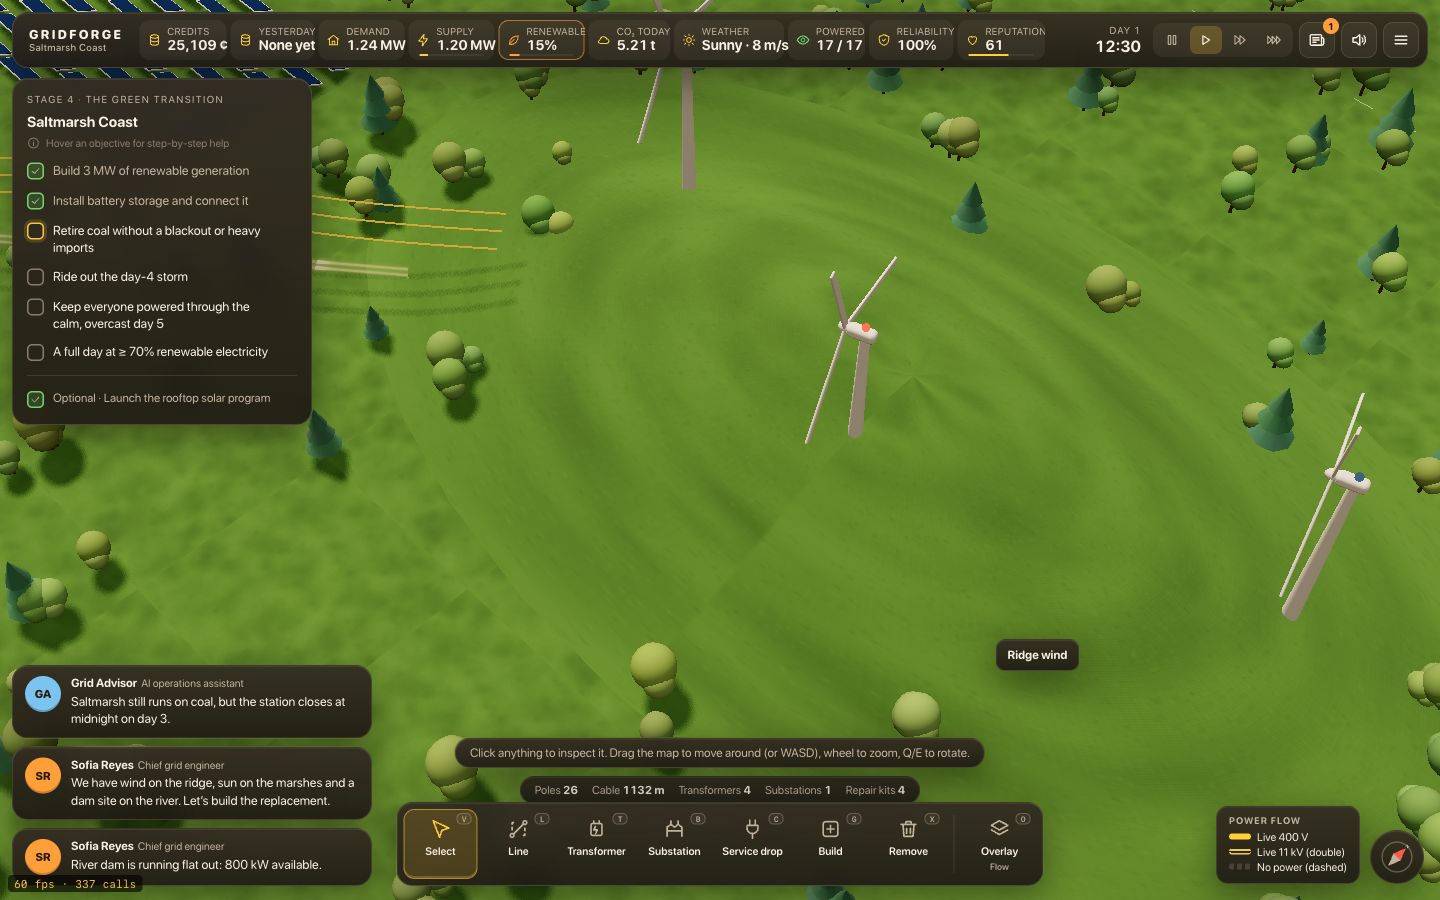 GRIDFORGE
Saltmarsh Coast
CREDITS
25,109 ¢
YESTERDAY
None yet
DEMAND
1.24 MW
SUPPLY
1.20 MW
RENEWABLE
15%
CO₂ TODAY
5.21 t
WEATHER
Sunny · 8 m/s
POWERED
17 / 17
RELIABILITY
100%
REPUTATION
61
DAY 1
12:30
1
STAGE 4 · THE GREEN TRANSITION
Saltmarsh Coast
Hover an objective for step-by-step help
Build 3 MW of renewable generation
Install battery storage and connect it
Retire coal without a blackout or heavy
imports
Ride out the day-4 storm
Keep everyone powered through the
calm, overcast day 5
A full day at ≥ 70% renewable electricity
Optional · Launch the rooftop solar program
Ridge wind
GA
Grid Advisor AI operations assistant
Saltmarsh still runs on coal, but the station closes at
midnight on day 3.
SR
Sofia Reyes Chief grid engineer
We have wind on the ridge, sun on the marshes and a
dam site on the river. Let's build the replacement.
SR
Sofia Reyes Chief grid engineer
River dam is running flat out: 800 kW available.
60 fps · 337 calls
Click anything to inspect it. Drag the map to move around (or WASD), wheel to zoom, Q/E to rotate.
Poles 26 Cable 1132 m Transformers 4 Substations 1 Repair kits 4
V
Select
L
Line
T
Transformer
B
Substation
C
Service drop
G
Build
X
Remove
O
Overlay
Flow
POWER FLOW
Live 400 V
Live 11 kV (double)
No power (dashed)